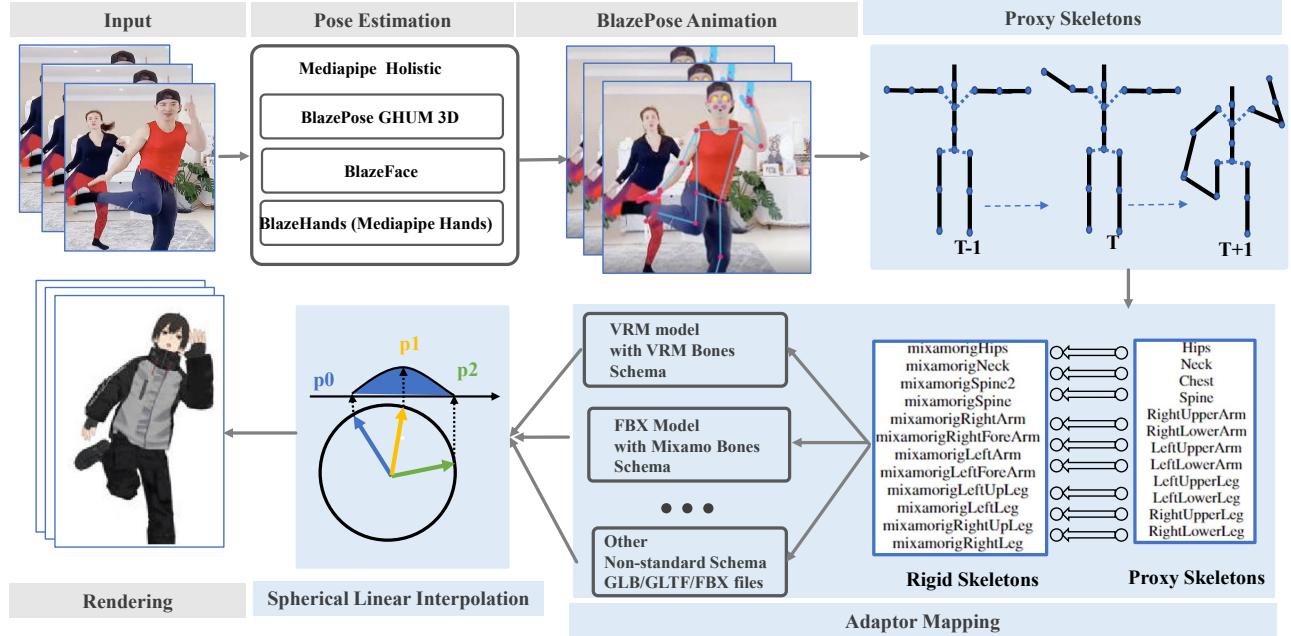 Input
Pose Estimation
BlazePose Animation
Proxy Skeletons
Mediapipe Holistic
BlazePose GHUM 3D
BlazeFace
BlazeHands (Mediapipe Hands)
T-1
T
T+1
p0
p1
p2
VRM model
with VRM Bones
Schema
FBX Model
with Mixamo Bones
Schema
Other
Non-standard Schema
GLB/GLTF/FBX files
mixamorigHips
mixamorigNeck
mixamorigSpine2
mixamorigSpine
mixamorigRightArm
mixamorigRightForeArm
mixamorigLeftArm
mixamorigLeftForeArm
mixamorigLeftUpLeg
mixamorigLeftLeg
mixamorigRightUpLeg
mixamorigRightLeg
Rigid Skeletons
Hips
Neck
Chest
Spine
RightUpperArm
RightLowerArm
LeftUpperArm
LeftLowerArm
LeftUpperLeg
LeftLowerLeg
RightUpperLeg
RightLowerLeg
Proxy Skeletons
Rendering
Spherical Linear Interpolation
Adaptor Mapping